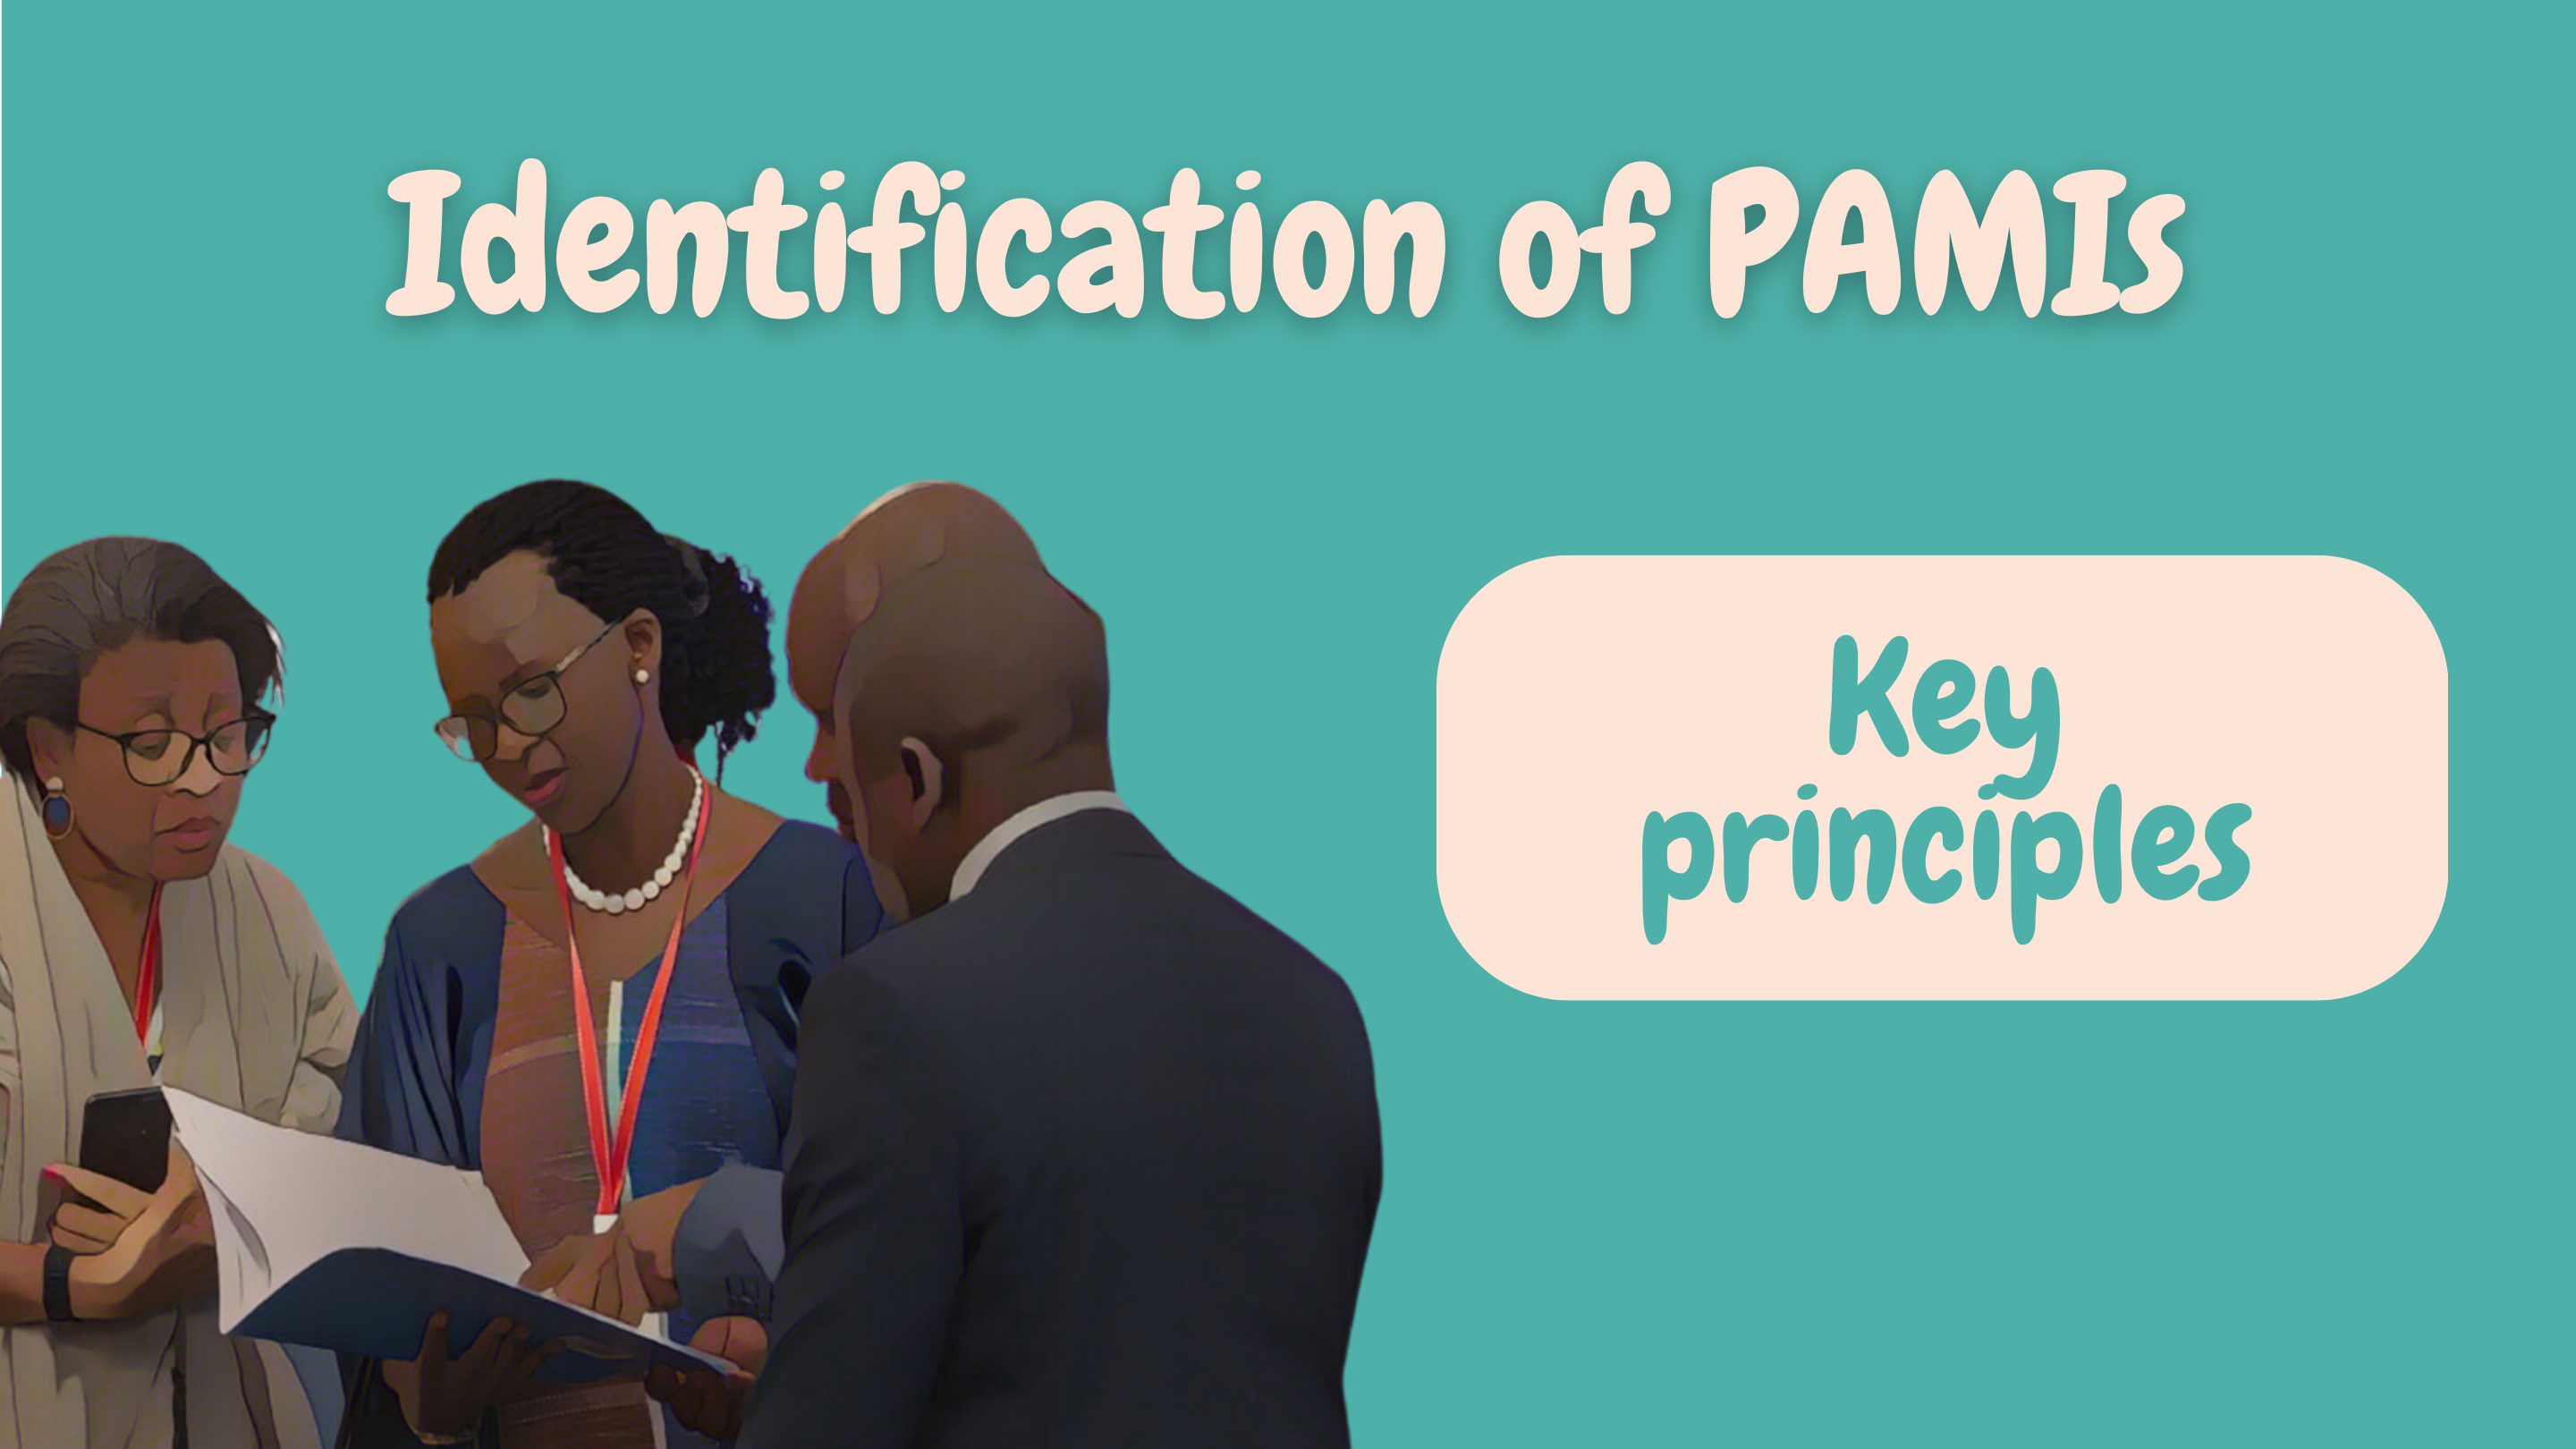 Identification of PAMIs
Key
principles